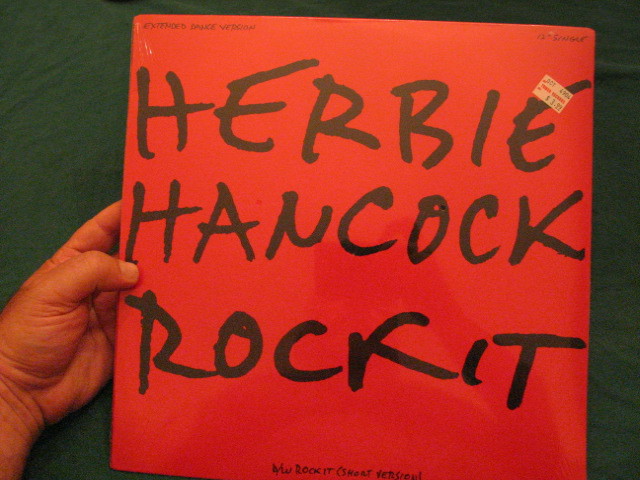 EXTENDED DANCE VERSION
12" SINGLE
HERBIE
HANCOCK
ROCKIT
B/W ROCKIT (SHORT VERSION)